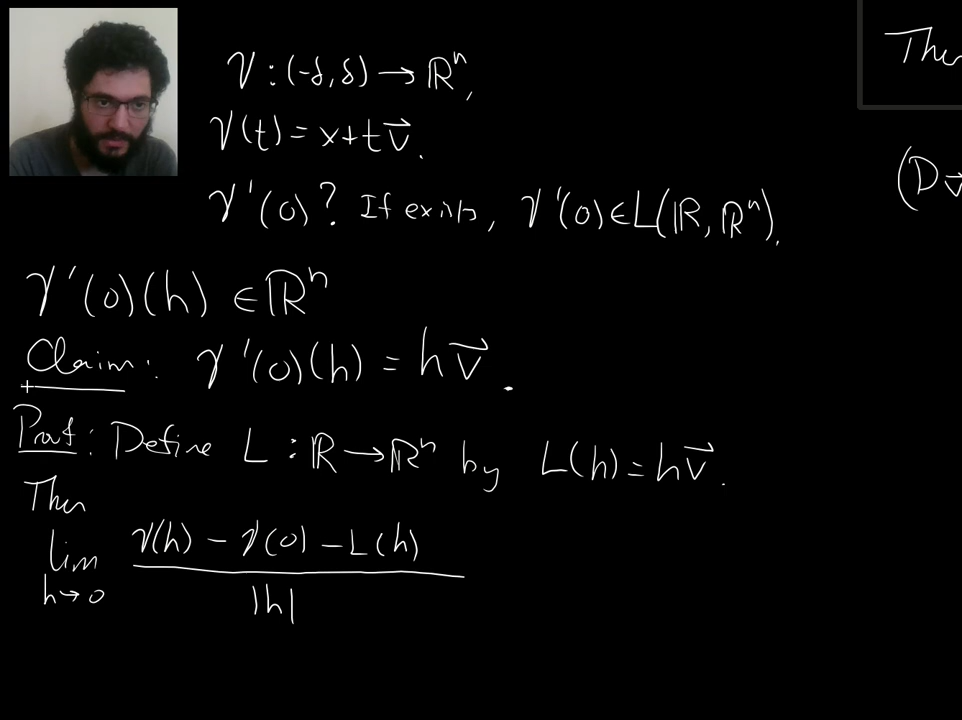 γ : (-δ, δ) → ℝⁿ,
γ(t) = x + t v⃗.
γ'(0)? If exists, γ'(0) ∈ L(ℝ, ℝⁿ).
γ'(0)(h) ∈ ℝⁿ
Claim: γ'(0)(h) = h v⃗.
Proof: Define L : ℝ → ℝⁿ by L(h) = h v⃗.
Then
lim h→0 (γ(h) - γ(0) - L(h)) / |h|
(D v⃗